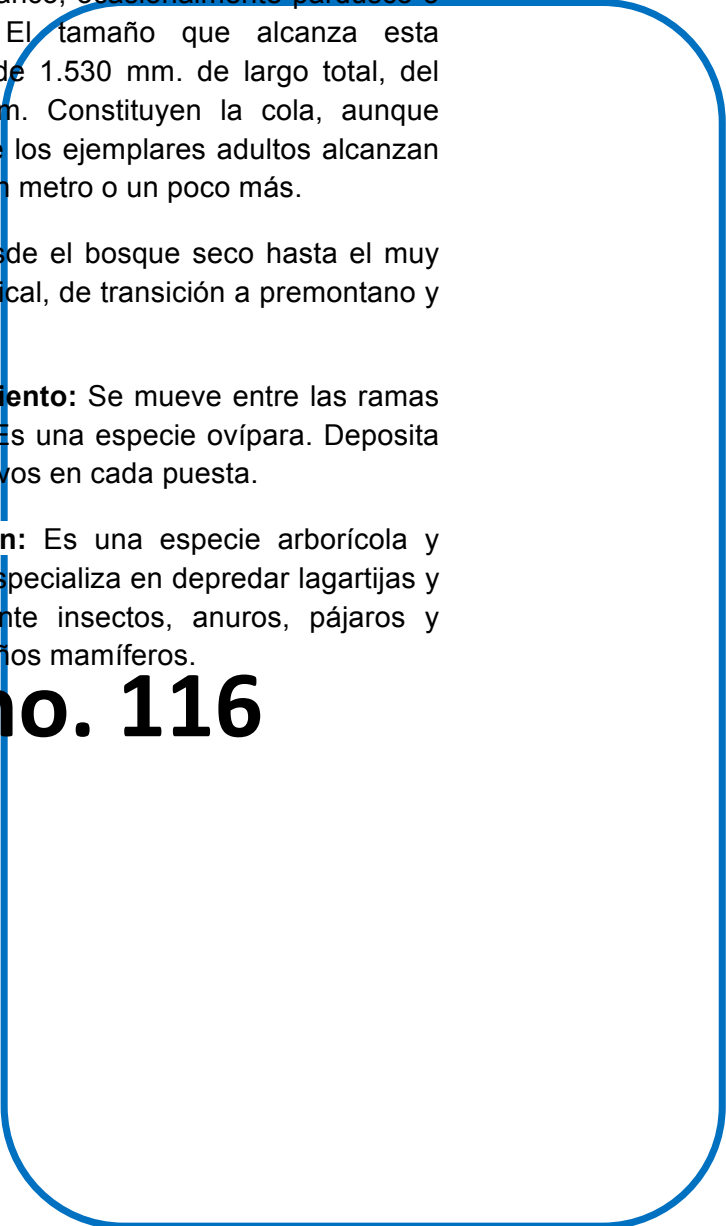 ocasionalmente pardusco o
El tamaño que alcanza esta
de 1.530 mm. de largo total, del
m. Constituyen la cola, aunque
los ejemplares adultos alcanzan
metro o un poco más.
sde el bosque seco hasta el muy
ical, de transición a premontano y
iento: Se mueve entre las ramas
Es una especie ovípara. Deposita
vos en cada puesta.
n: Es una especie arborícola y
specializa en depredar lagartijas y
nte insectos, anuros, pájaros y
ños mamíferos.
no. 116